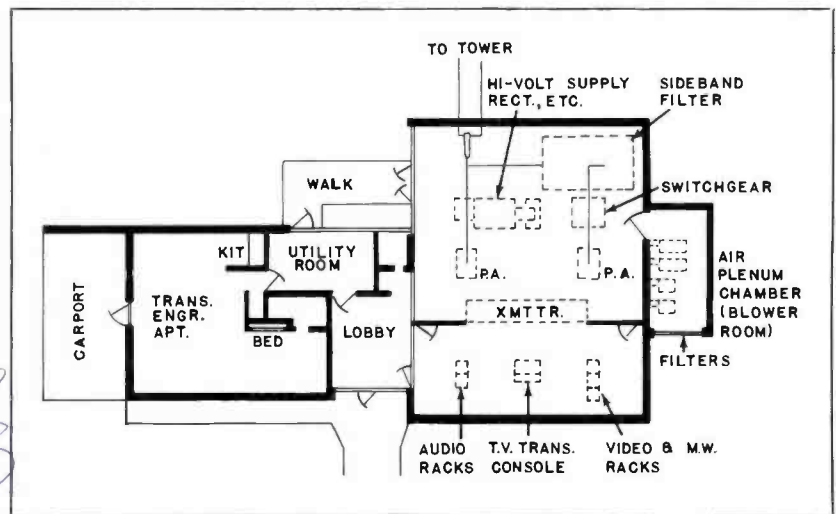 TO TOWER
HI-VOLT SUPPLY
RECT., ETC.
SIDEBAND
FILTER
WALK
SWITCHGEAR
KIT
UTILITY
ROOM
P.A.
P.A.
AIR
PLENUM
CHAMBER
(BLOWER
ROOM)
CARPORT
TRANS.
ENGR.
APT.
BED
LOBBY
XMTTR.
FILTERS
AUDIO
RACKS
T.V. TRANS.
CONSOLE
VIDEO & M.W.
RACKS